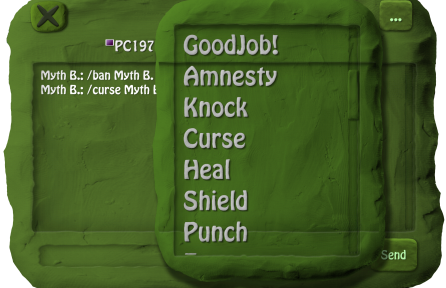 ...
PC197
Myth B.: /ban Myth B.
Myth B.: /curse Myth
GoodJob!
Amnesty
Knock
Curse
Heal
Shield
Punch
Send